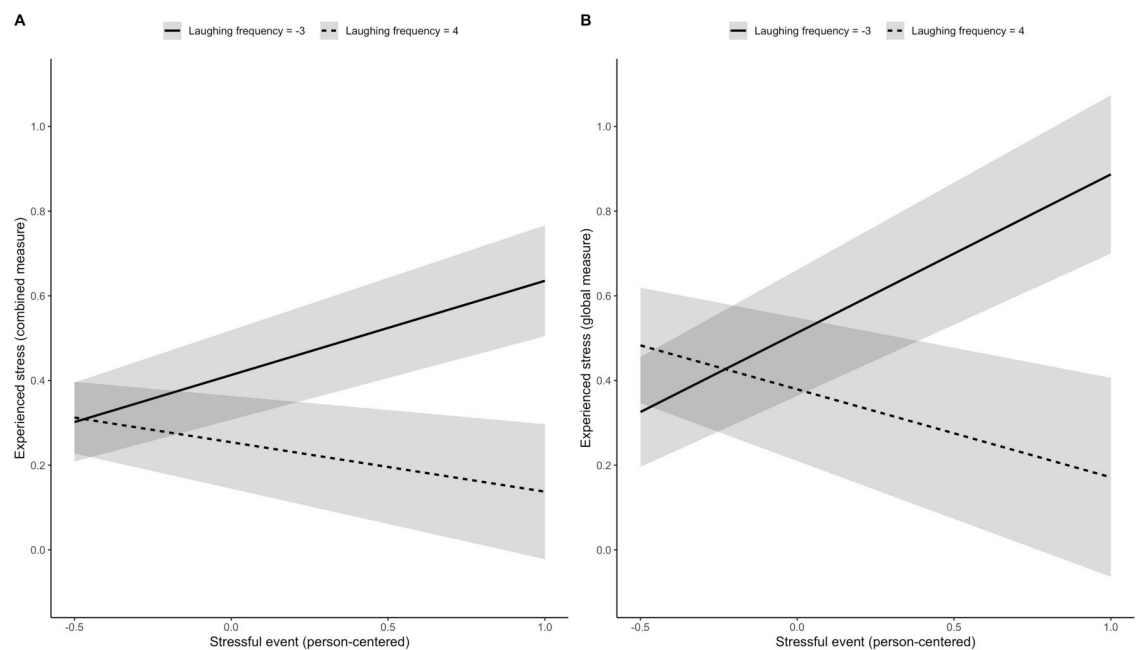 A
Laughing frequency = -3 Laughing frequency = 4
Experienced stress (combined measure)
1.0
0.8
0.6
0.4
0.2
0.0
-0.5 0.0 0.5 1.0
Stressful event (person-centered)
B
Laughing frequency = -3 Laughing frequency = 4
Experienced stress (global measure)
1.0
0.8
0.6
0.4
0.2
0.0
-0.5 0.0 0.5 1.0
Stressful event (person-centered)